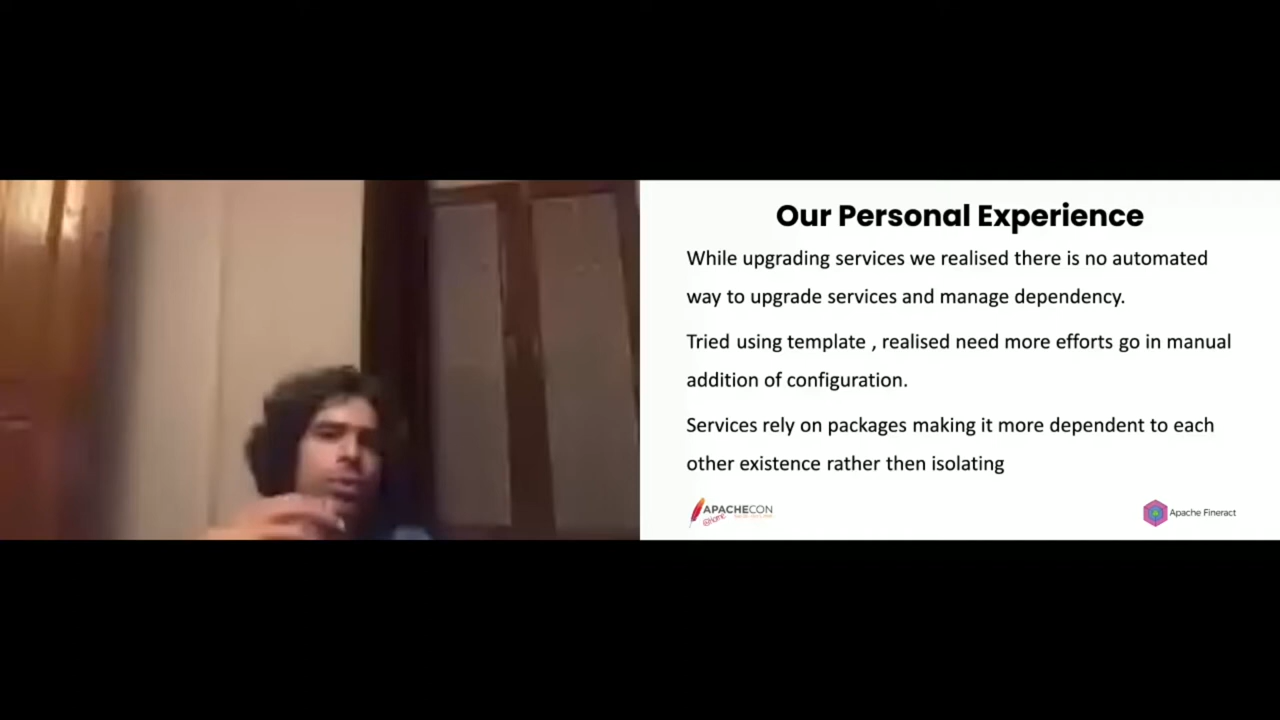 Our Personal Experience
While upgrading services we realised there is no automated
way to upgrade services and manage dependency.
Tried using template , realised need more efforts go in manual
addition of configuration.
Services rely on packages making it more dependent to each
other existence rather then isolating
APACHECON
@HOME
Apache Fineract